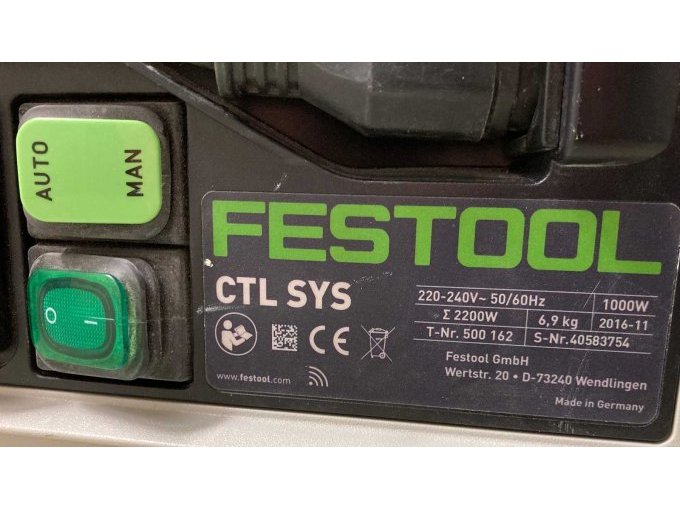 AUTO
MAN
O
I
FESTOOL
CTL SYS
220-240V~ 50/60Hz 1000W
Σ 2200W 6,9 kg 2016-11
T-Nr. 500 162 S-Nr.40583754
CE
Festool GmbH
Wertstr. 20 • D-73240 Wendlingen
www.festool.com
Made in Germany